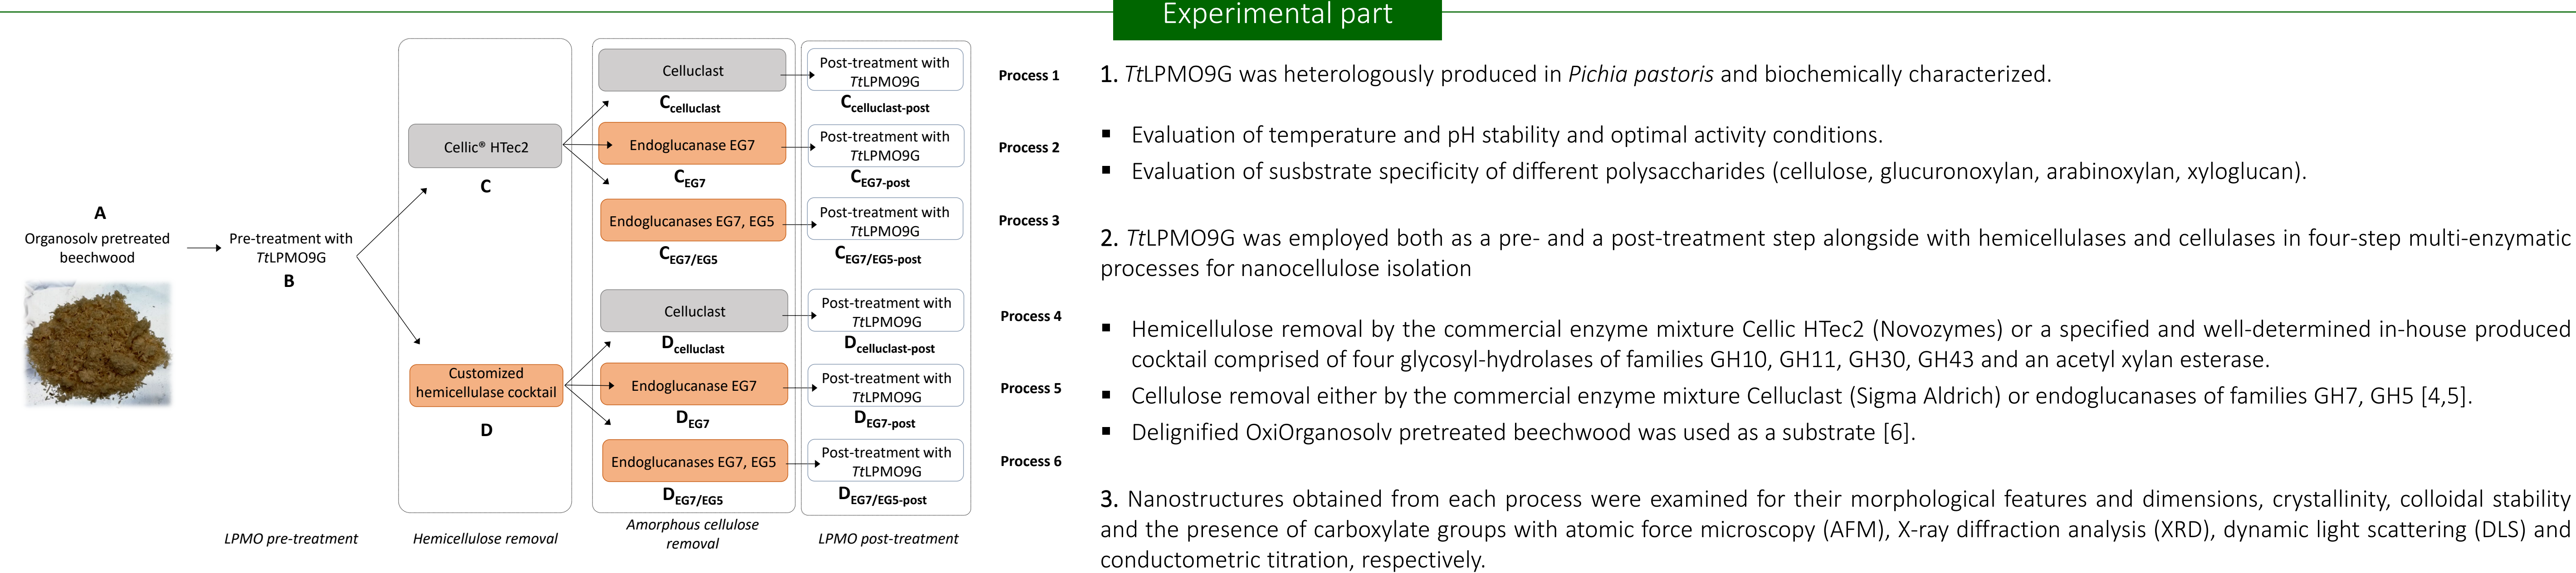 Experimental part
A
Organosolv pretreated
beechwood
Pre-treatment with
TtLPMO9G
B
LPMO pre-treatment
Cellic® HTec2
C
Customized
hemicellulase cocktail
D
Hemicellulose removal
Celluclast
Ccelluclast
Endoglucanase EG7
CEG7
Endoglucanases EG7, EG5
CEG7/EG5
Celluclast
Dcelluclast
Endoglucanase EG7
DEG7
Endoglucanases EG7, EG5
DEG7/EG5
Amorphous cellulose
removal
Post-treatment with
TtLPMO9G
Ccelluclast-post
Post-treatment with
TtLPMO9G
CEG7-post
Post-treatment with
TtLPMO9G
CEG7/EG5-post
Post-treatment with
TtLPMO9G
Dcelluclast-post
Post-treatment with
TtLPMO9G
DEG7-post
Post-treatment with
TtLPMO9G
DEG7/EG5-post
LPMO post-treatment
Process 1
Process 2
Process 3
Process 4
Process 5
Process 6
1. TtLPMO9G was heterologously produced in Pichia pastoris and biochemically characterized.
▪ Evaluation of temperature and pH stability and optimal activity conditions.
▪ Evaluation of susbstrate specificity of different polysaccharides (cellulose, glucuronoxylan, arabinoxylan, xyloglucan).
2. TtLPMO9G was employed both as a pre- and a post-treatment step alongside with hemicellulases and cellulases in four-step multi-enzymatic
processes for nanocellulose isolation
▪ Hemicellulose removal by the commercial enzyme mixture Cellic HTec2 (Novozymes) or a specified and well-determined in-house produced
cocktail comprised of four glycosyl-hydrolases of families GH10, GH11, GH30, GH43 and an acetyl xylan esterase.
▪ Cellulose removal either by the commercial enzyme mixture Celluclast (Sigma Aldrich) or endoglucanases of families GH7, GH5 [4,5].
▪ Delignified OxiOrganosolv pretreated beechwood was used as a substrate [6].
3. Nanostructures obtained from each process were examined for their morphological features and dimensions, crystallinity, colloidal stability
and the presence of carboxylate groups with atomic force microscopy (AFM), X-ray diffraction analysis (XRD), dynamic light scattering (DLS) and
conductometric titration, respectively.